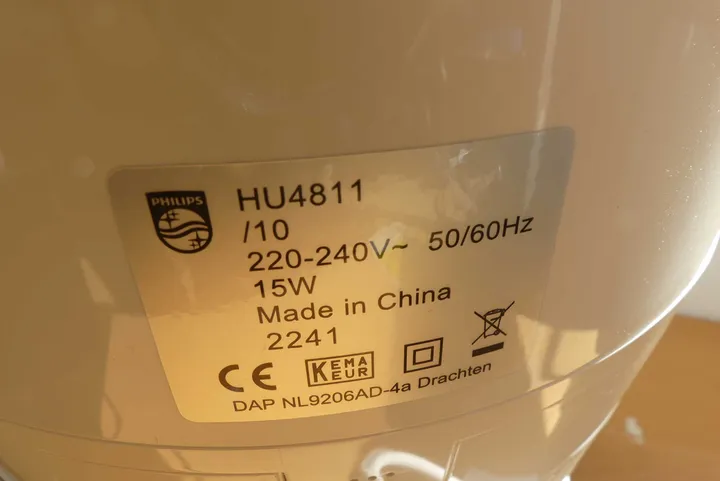 PHILIPS
HU4811
/10
220-240V~ 50/60Hz
15W
Made in China
2241
CE
KEMA
EUR
DAP NL9206AD-4a Drachten